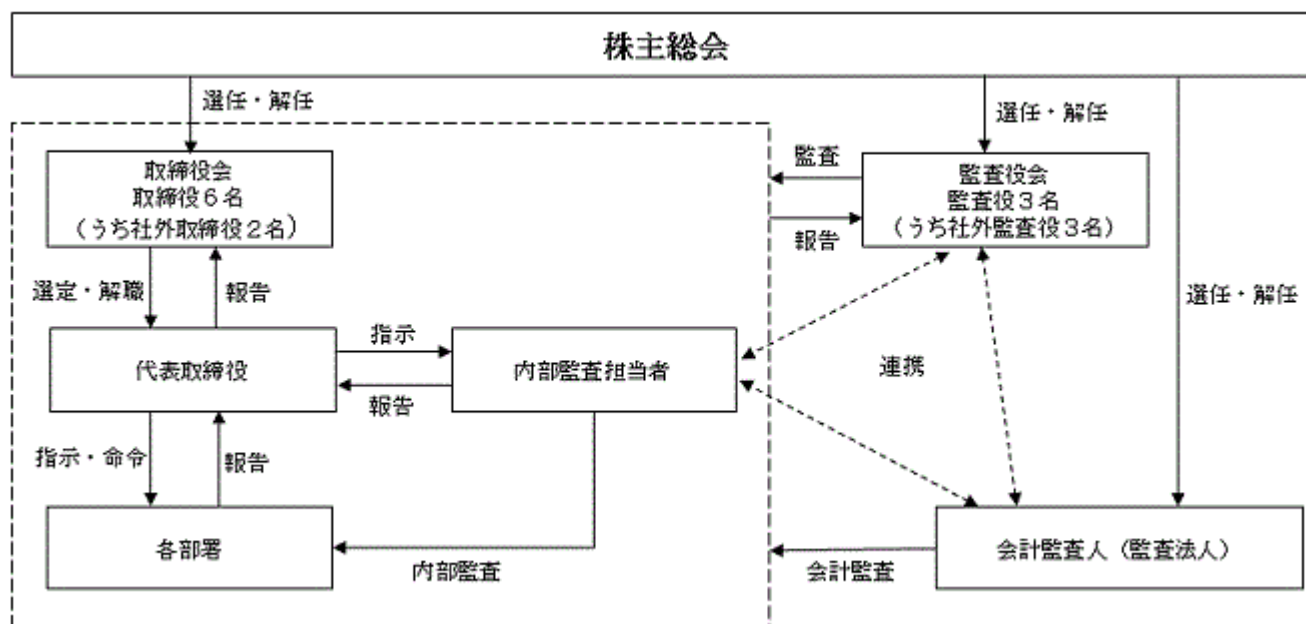 株主総会
選任・解任
選任・解任
取締役会
取締役６名
（うち社外取締役２名）
監査
監査役会
監査役３名
（うち社外監査役３名）
報告
選定・解職
報告
選任・解任
代表取締役
指示
報告
内部監査担当者
連携
指示・命令
報告
各部署
内部監査
会計監査
会計監査人（監査法人）